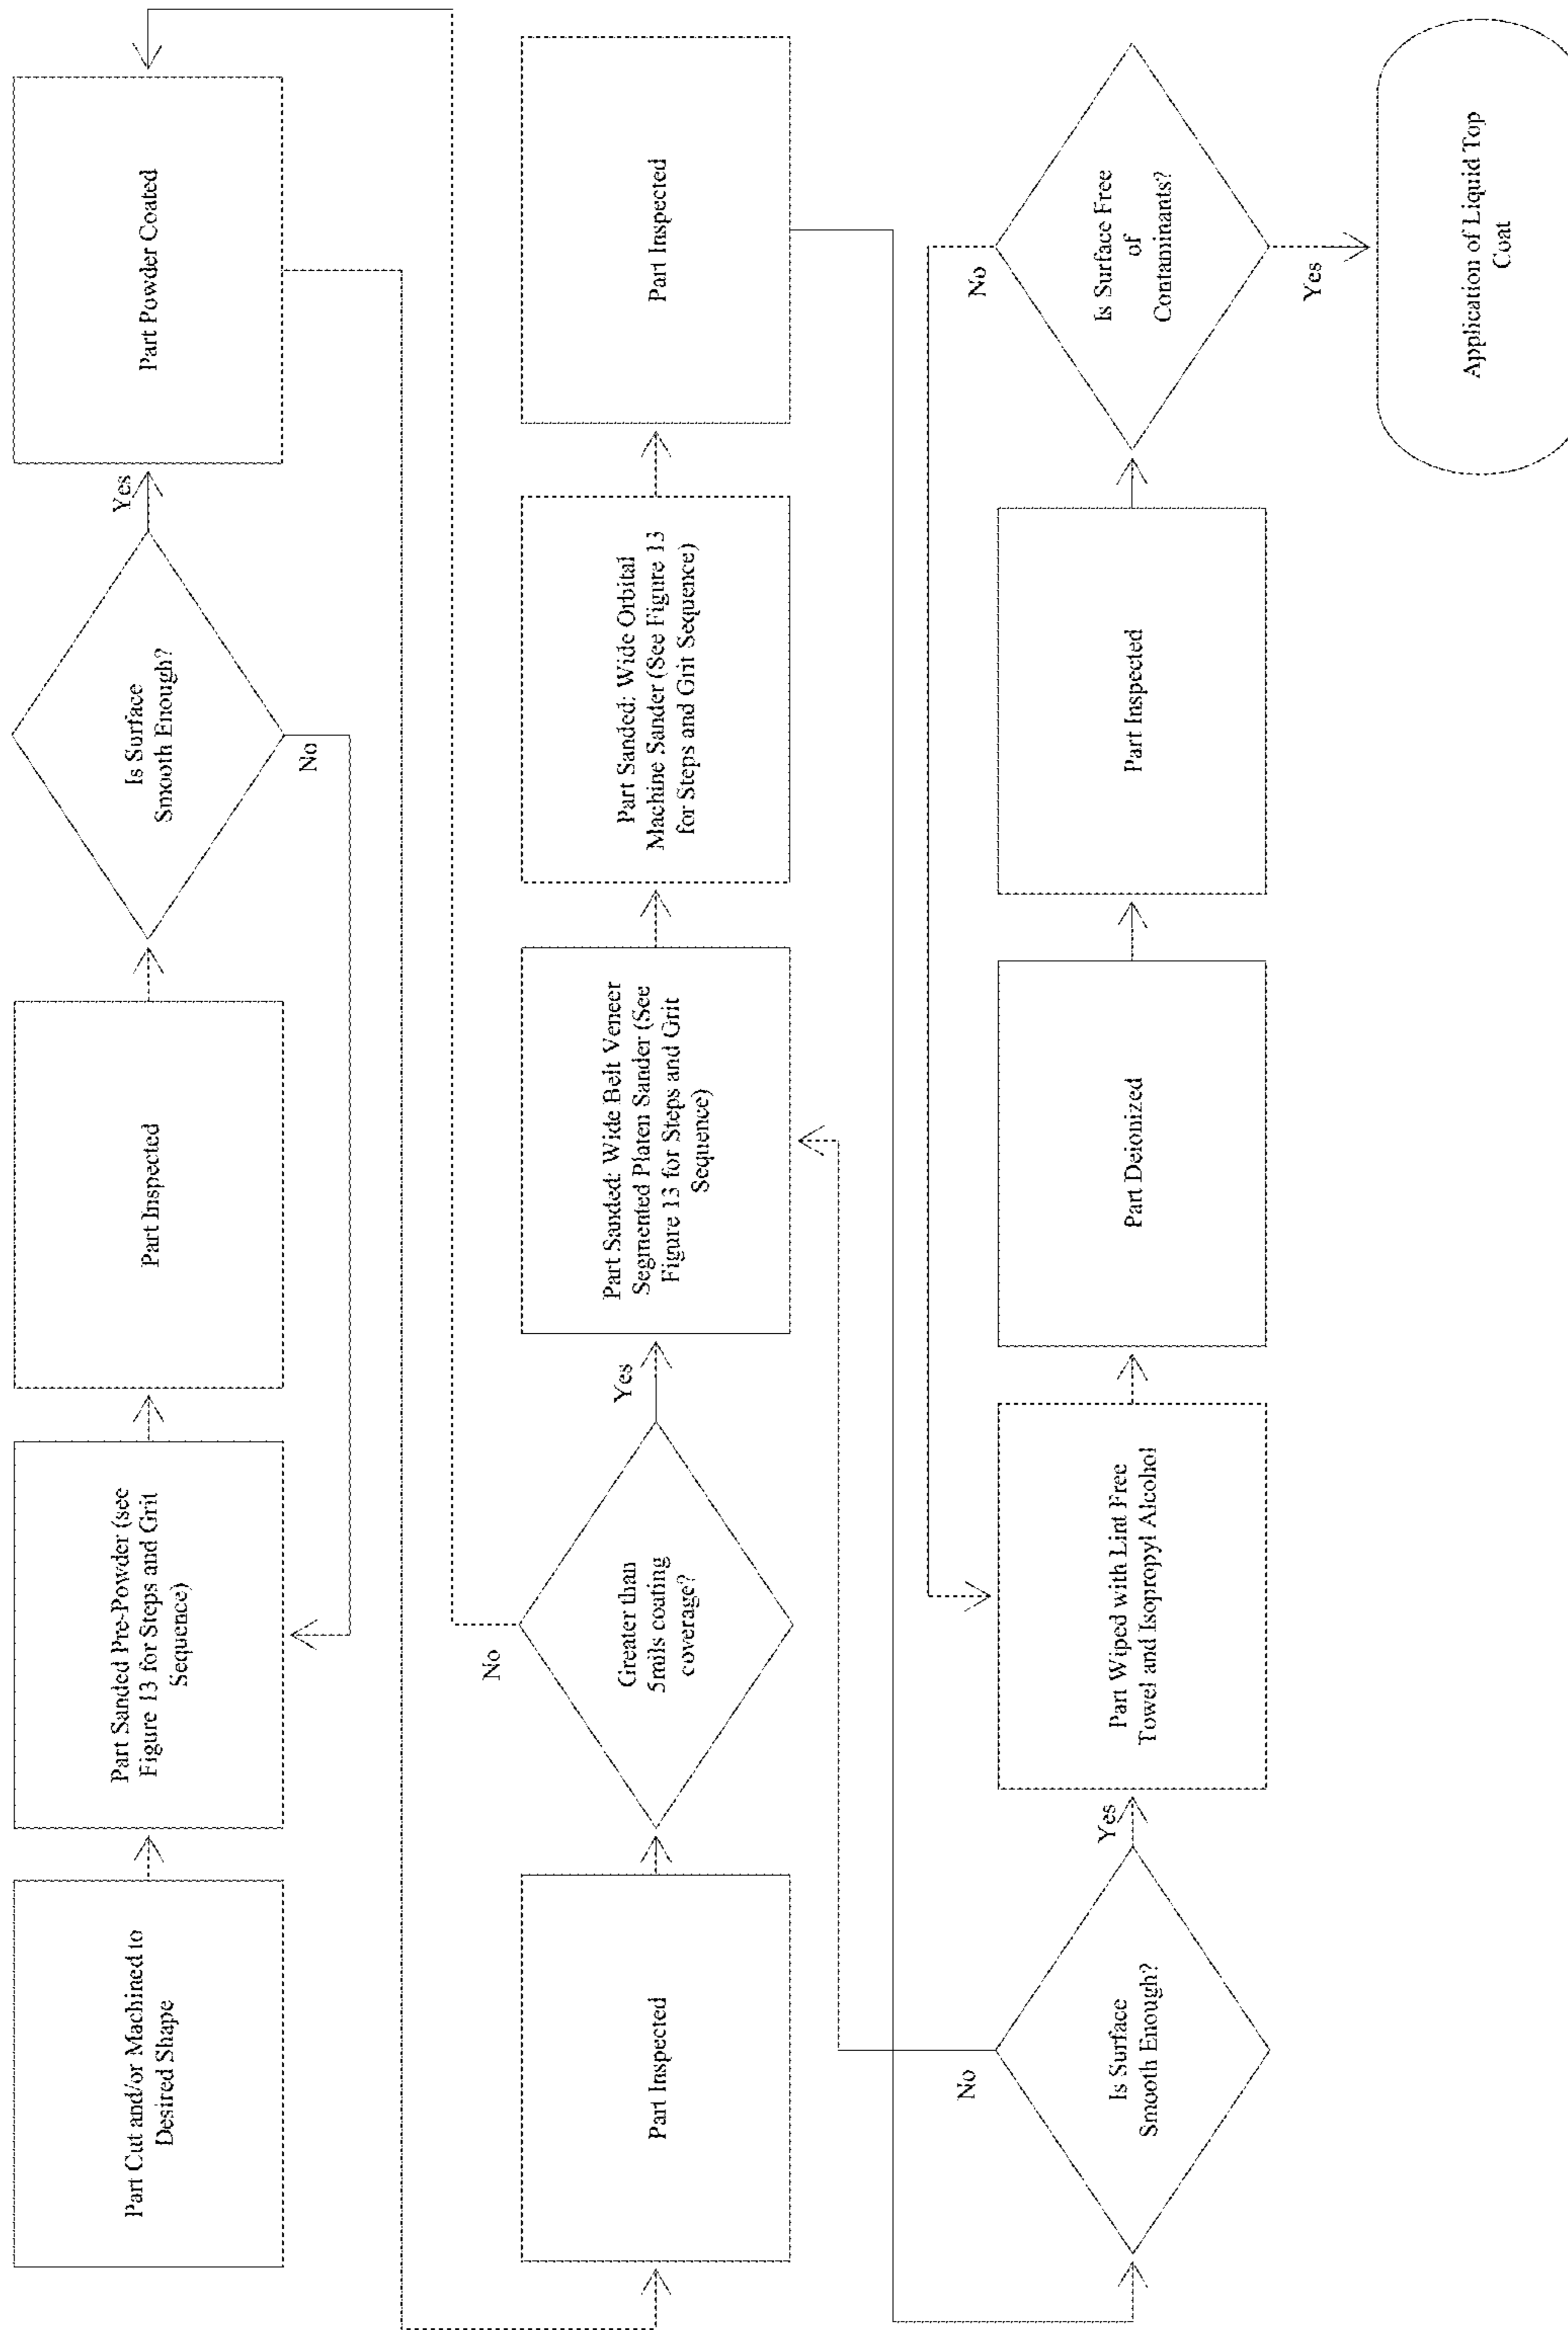 Part Cut and/or Machined to
Desired Shape
Part Sanded Pre-Powder (see
Figure 13 for Steps and Grit
Sequence)
Part Inspected
Is Surface
Smooth Enough?
Yes
No
Part Powder Coated
Part Inspected
Greater than
5mils coating
coverage?
No
Yes
Part Sanded: Wide Belt Veneer
Segmented Platen Sander (See
Figure 13 for Steps and Grit
Sequence)
Part Sanded: Wide Orbital
Machine Sander (See Figure 13
for Steps and Grit Sequence)
Part Inspected
Is Surface
Smooth Enough?
No
Yes
Part Wiped with Lint Free
Towel and Isopropyl Alcohol
Part Deionized
Part Inspected
Is Surface Free
of
Contaminants?
No
Yes
Application of Liquid Top
Coat